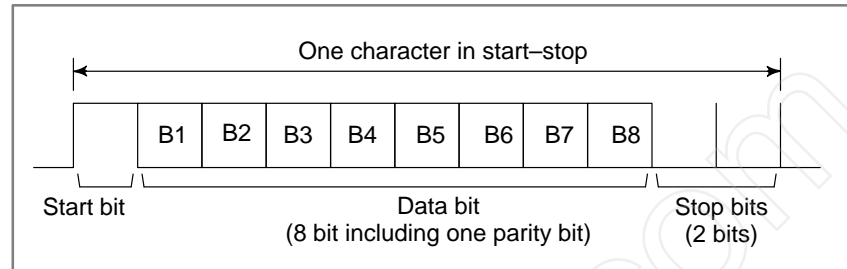 One character in start–stop
B1 B2 B3 B4 B5 B6 B7 B8
Start bit Data bit Stop bits
(8 bit including one parity bit) (2 bits)
com